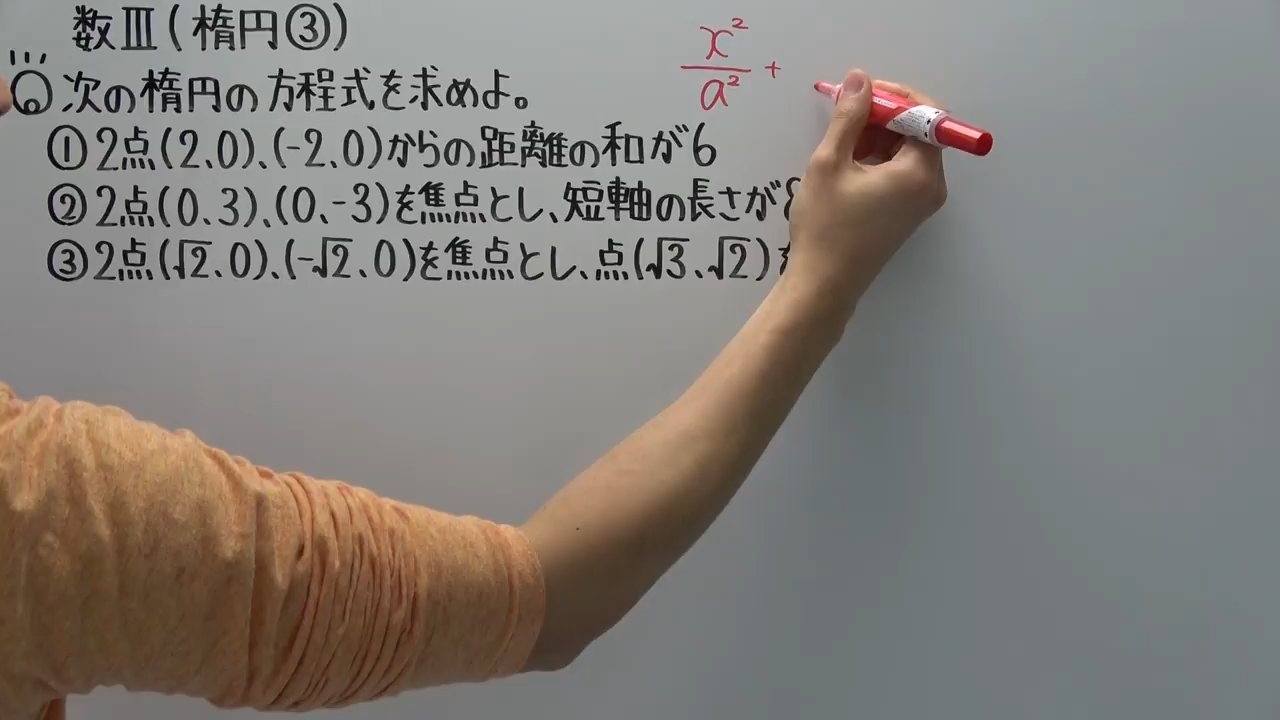 数Ⅲ(楕円③)
Q。次の楕円の方程式を求めよ。
①2点(2、0)、(-2、0)からの距離の和が6
②2点(0、3)、(0、-3)を焦点とし、短軸の長さが
③2点(√2、0)、(-√2、0)を焦点とし、点(√3、√2)
x²/a² +